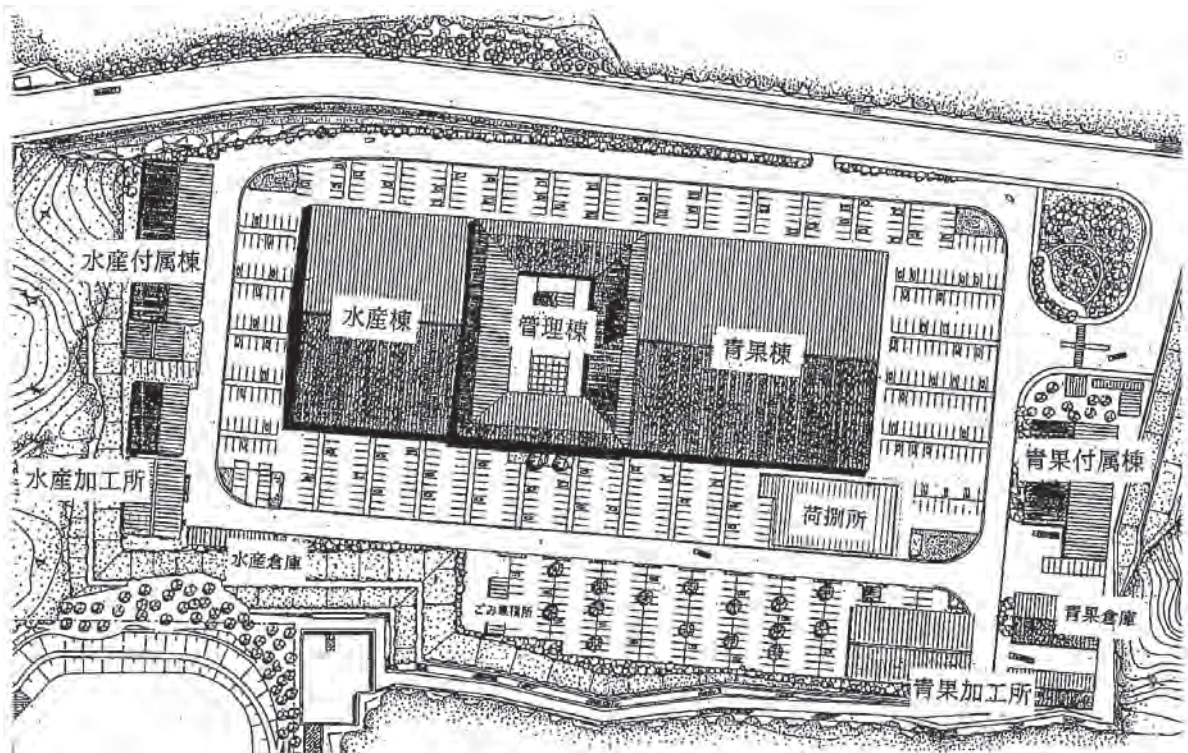 水産付属棟
水産棟
管理棟
青果棟
水産加工所
青果付属棟
荷捌所
水産倉庫
ごみ集積所
青果倉庫
青果加工所